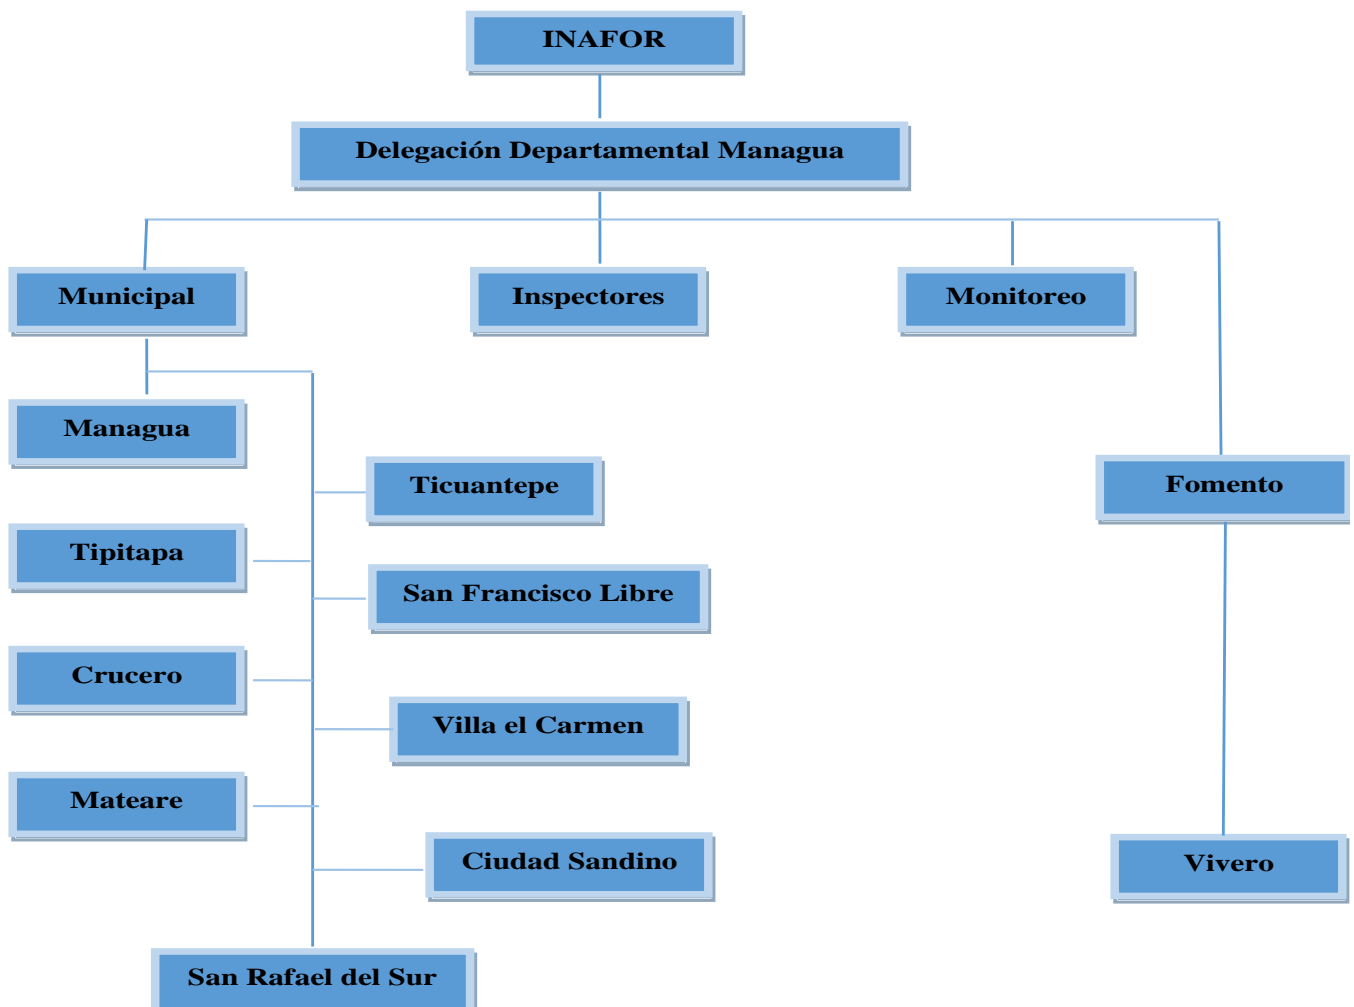 INAFOR
Delegación Departamental Managua
Municipal
Inspectores
Monitoreo
Managua
Ticuantepe
Fomento
Tipitapa
San Francisco Libre
Crucero
Villa el Carmen
Mateare
Ciudad Sandino
Vivero
San Rafael del Sur